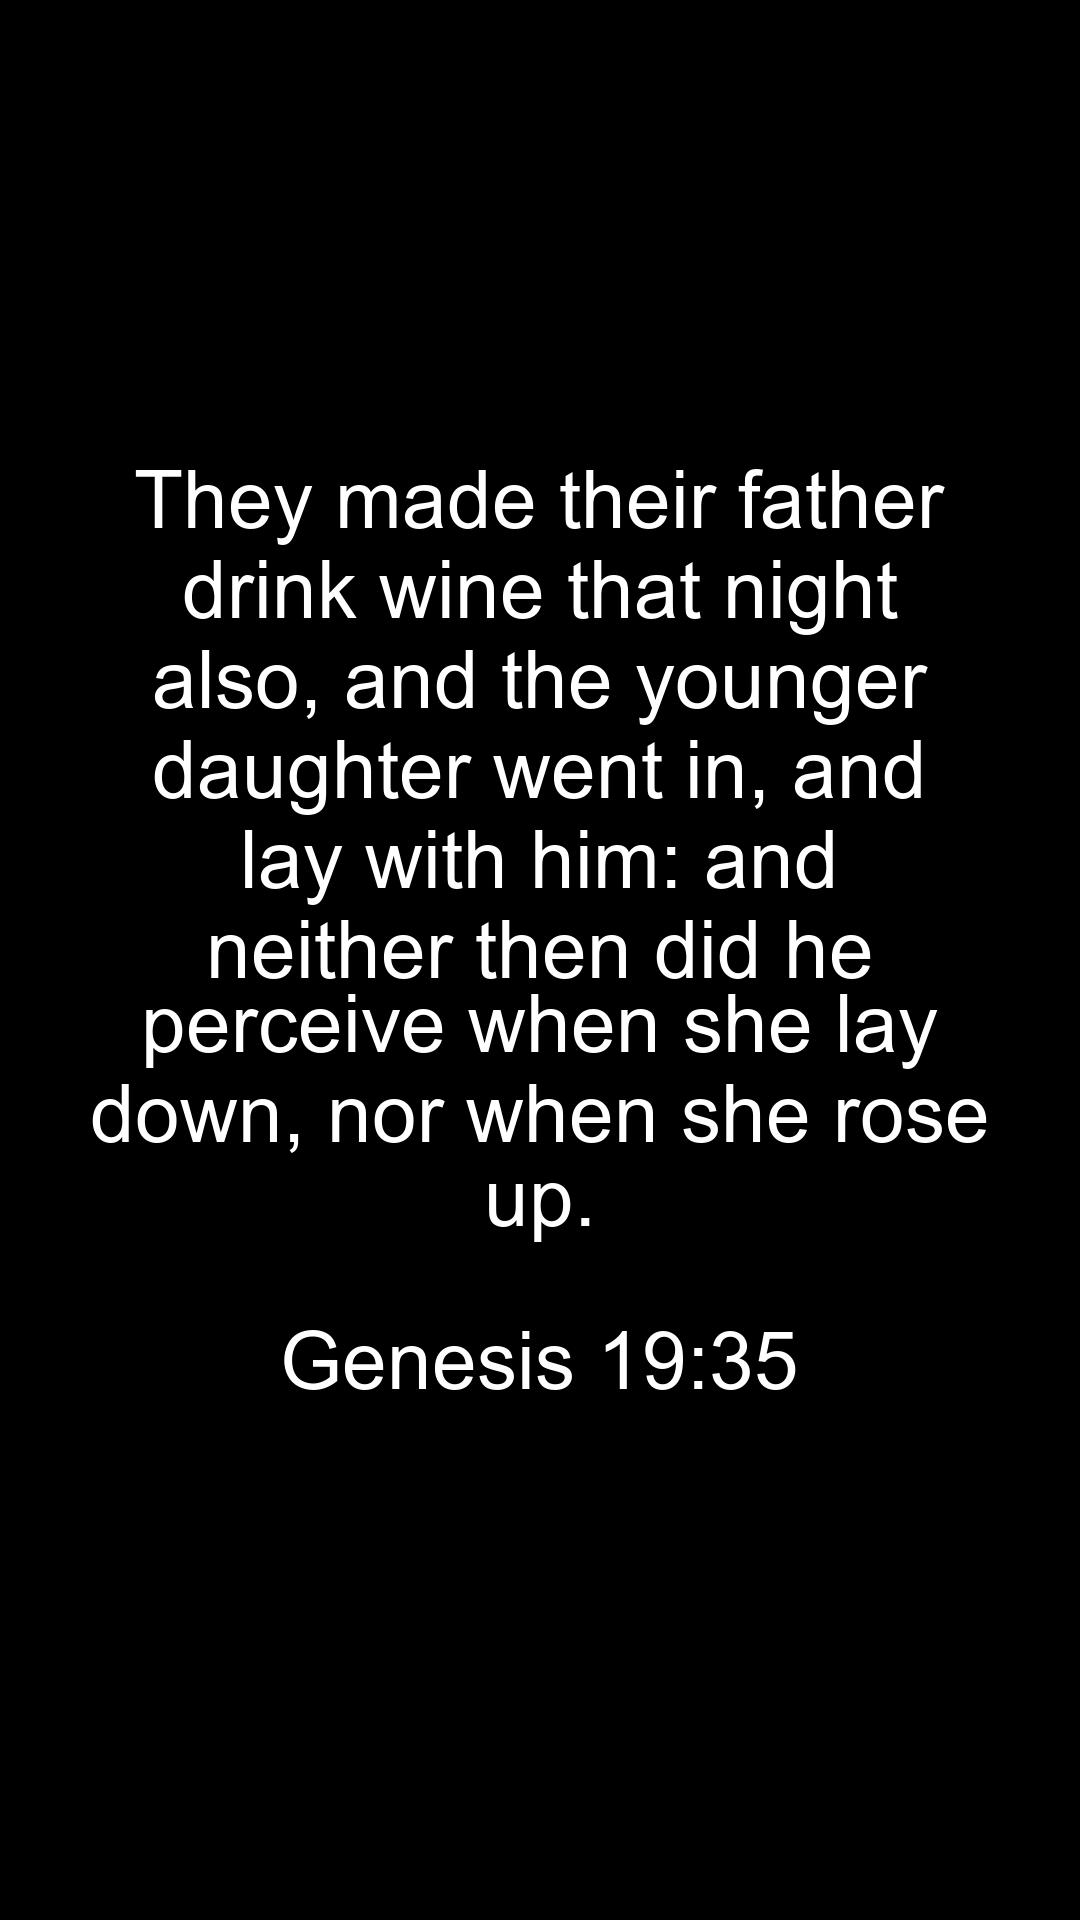 They made their father
drink wine that night
also, and the younger
daughter went in, and
lay with him: and
neither then did he
perceive when she lay
down, nor when she rose
up.
Genesis 19:35